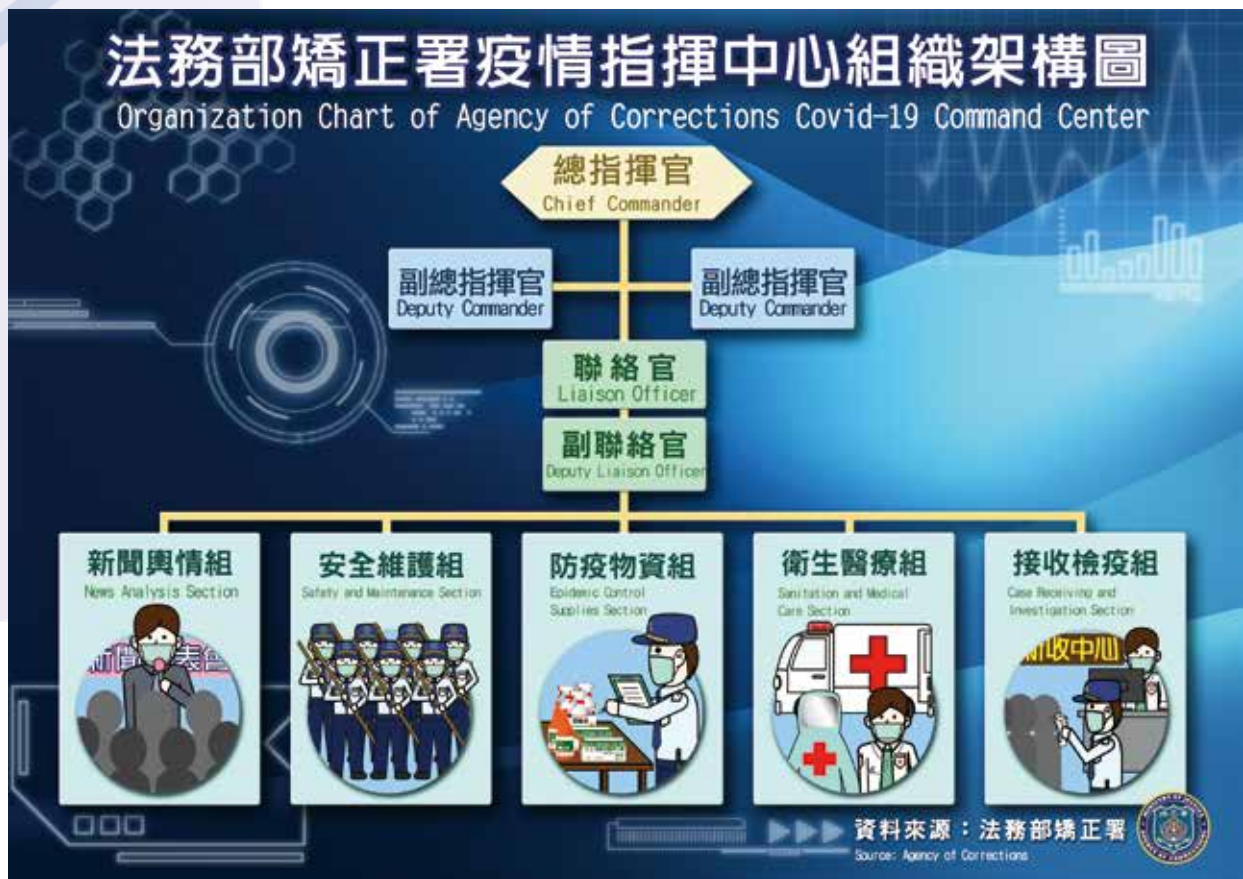 法務部矯正署疫情指揮中心組織架構圖
Organization Chart of Agency of Corrections Covid-19 Command Center
總指揮官
Chief Commander
副總指揮官
Deputy Commander
副總指揮官
Deputy Commander
聯絡官
Liaison Officer
副聯絡官
Deputy Liaison Officer
新聞輿情組
News Analysis Section
安全維護組
Safety and Maintenance Section
防疫物資組
Epidemic Control
Supplies Section
衛生醫療組
Sanitation and Medical
Care Section
接收檢疫組
Case Receiving and
Investigation Section
新聞 表會
新收中心
資料來源：法務部矯正署
Source: Agency of Corrections